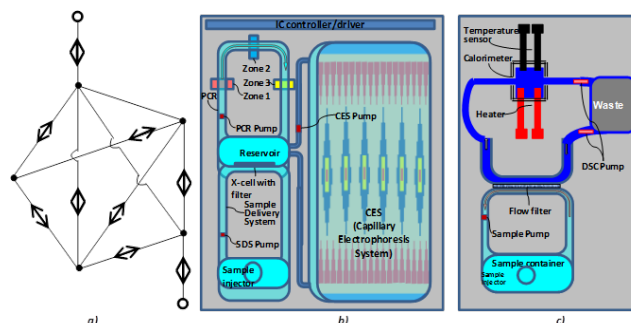 IC controller/driver
Zone 2
Zone 3
Zone 1
PCR
PCR Pump
CES Pump
Reservoir
X-cell with
filter
Sample
Delivery
System
SDS Pump
Sample
injector
CES
(Capillary
Electrophoresis
System)
Temperature
sensor
Calorimeter
Heater
Waste
DSC Pump
Flow filter
Sample Pump
Sample container
Sample
injector
a)
b)
c)